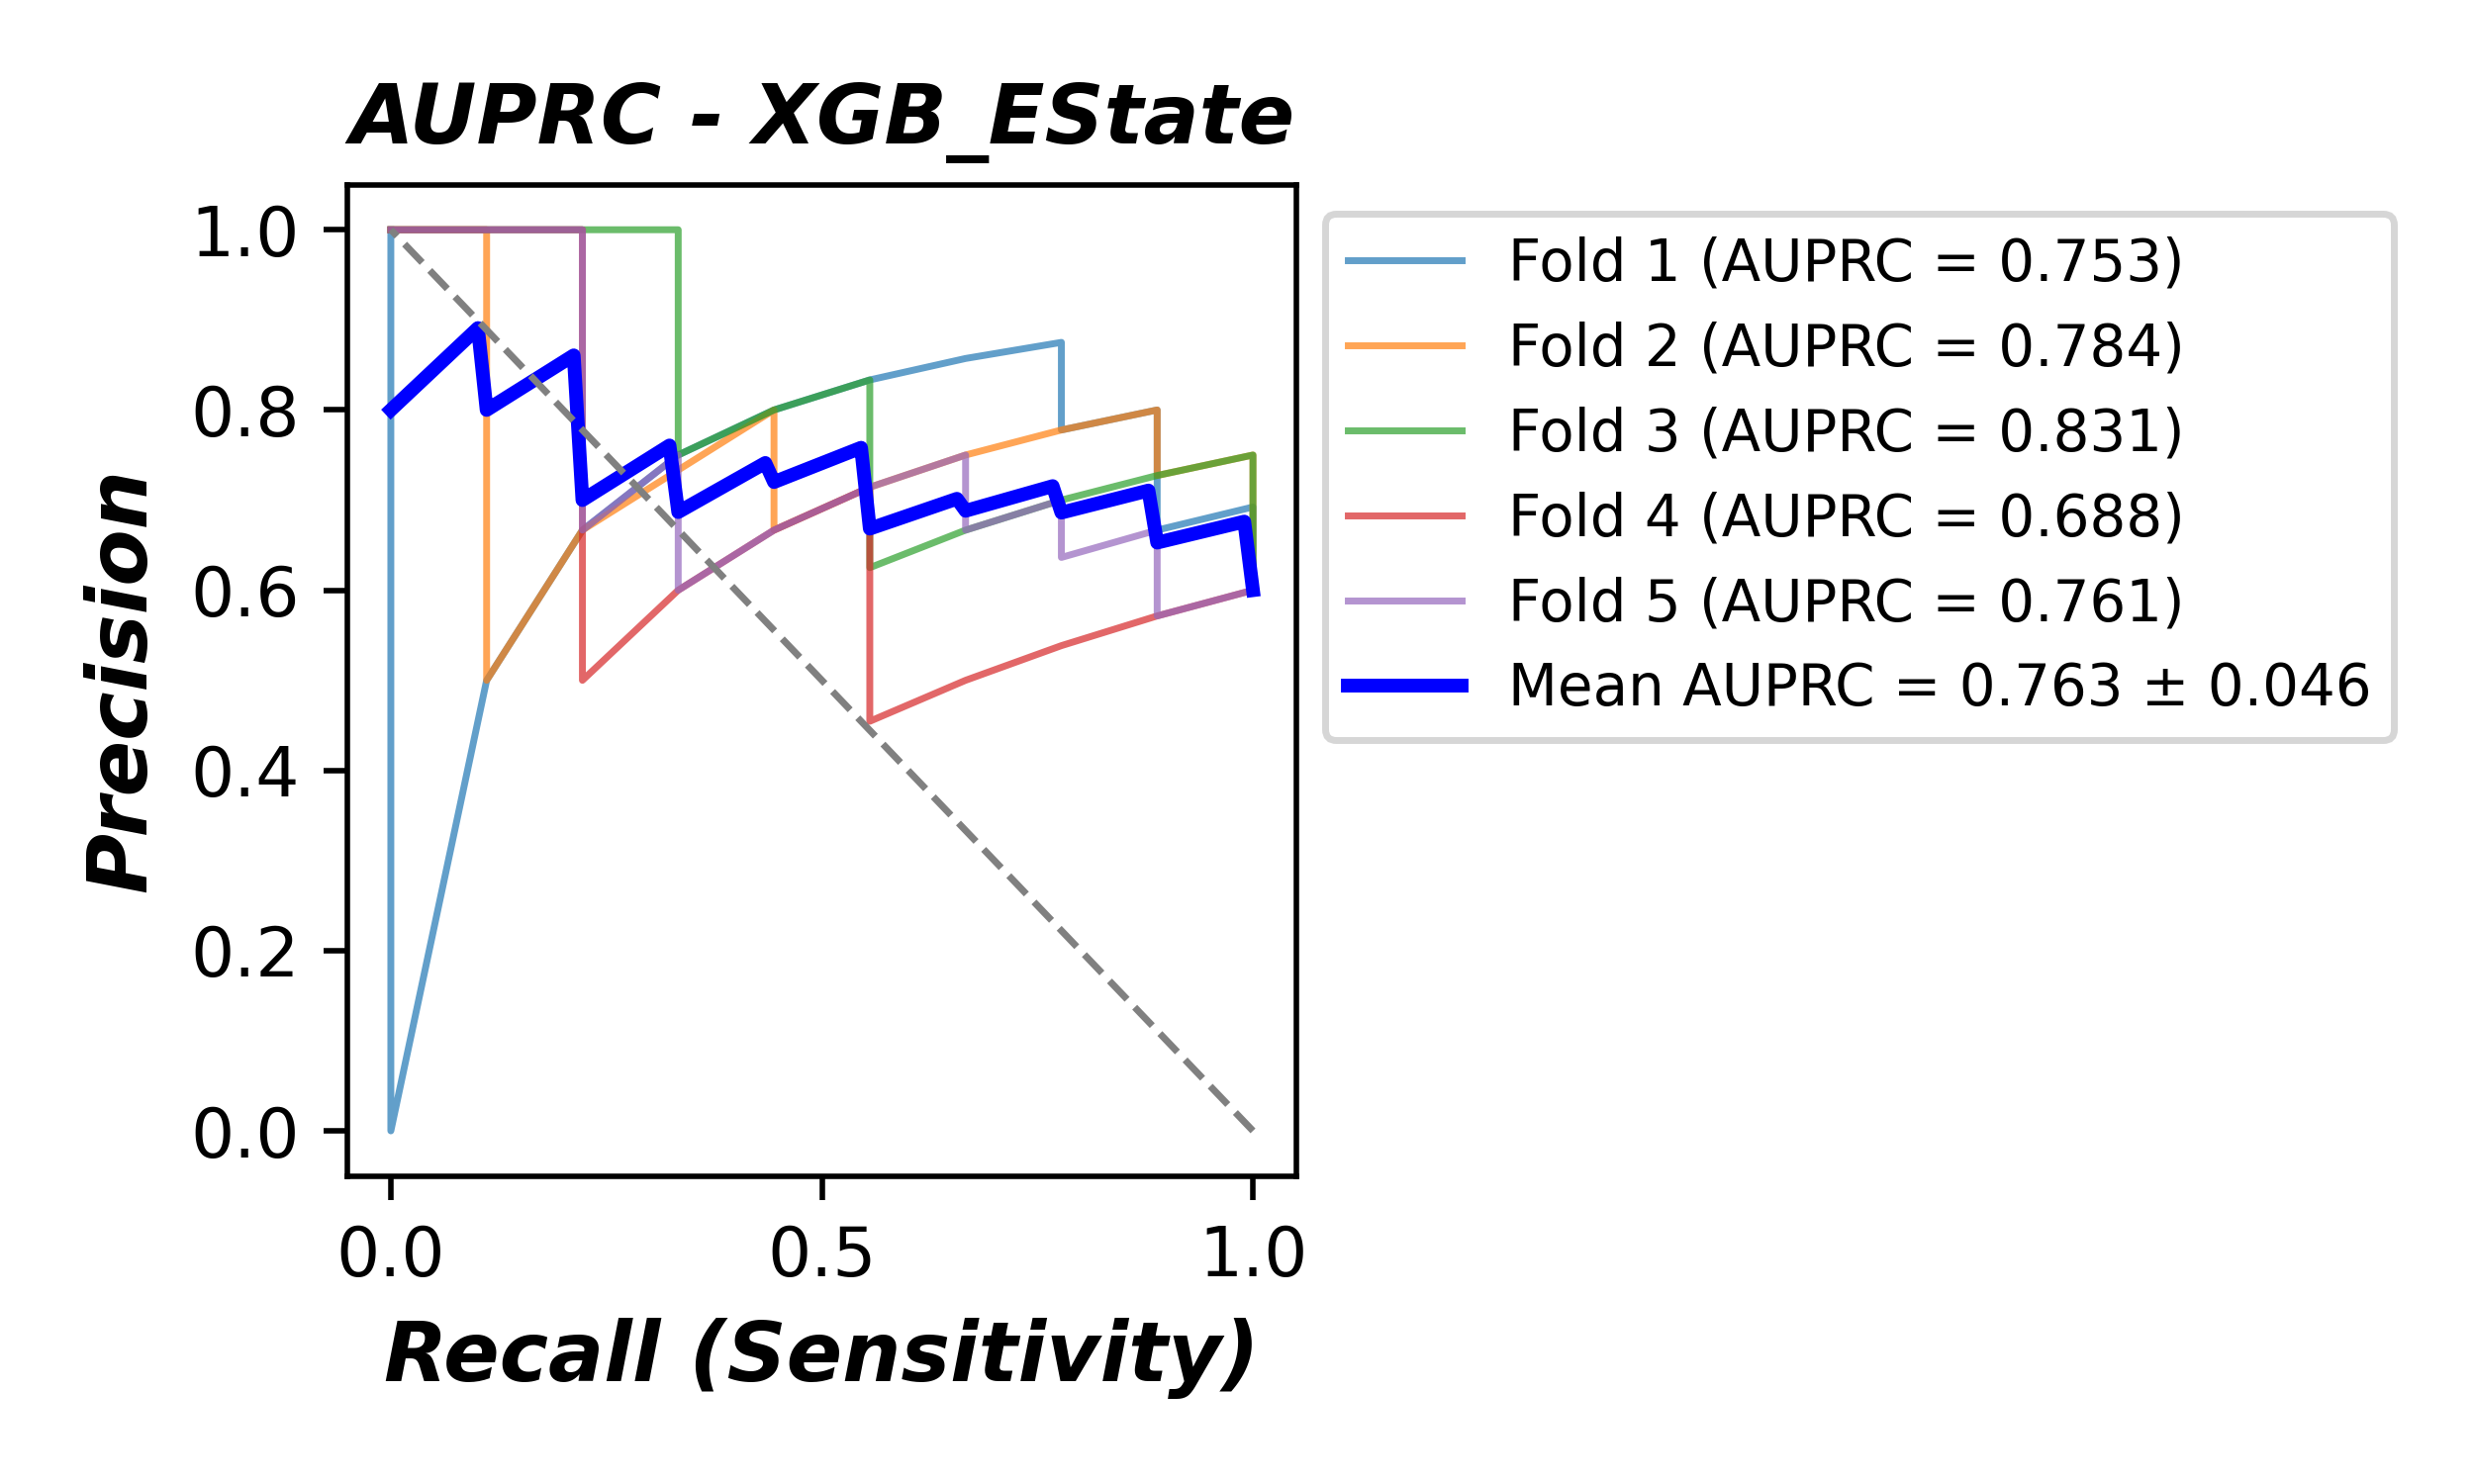 AUPRC - XGB_EState
Precision
1.0
0.8
0.6
0.4
0.2
0.0
0.0 0.5 1.0
Recall (Sensitivity)
Fold 1 (AUPRC = 0.753)
Fold 2 (AUPRC = 0.784)
Fold 3 (AUPRC = 0.831)
Fold 4 (AUPRC = 0.688)
Fold 5 (AUPRC = 0.761)
Mean AUPRC = 0.763 ± 0.046